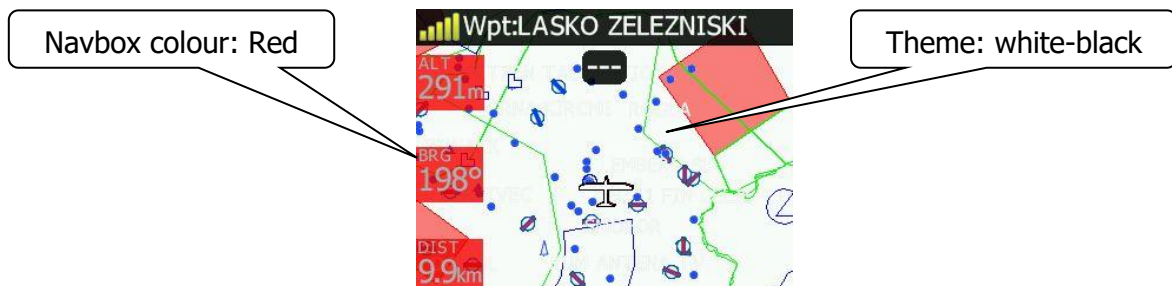 Navbox colour: Red
Wpt:LASKO ZELEZNISKI
Theme: white-black
---
ALT
291m
BRG
198°
DIST
9.9km